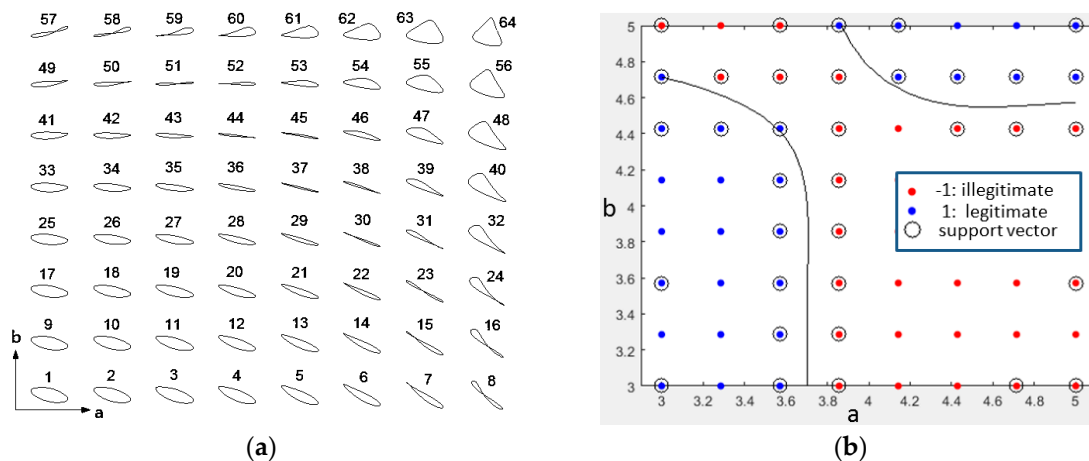 57 58 59 60 61 62 63 64
49 50 51 52 53 54 55 56
41 42 43 44 45 46 47 48
33 34 35 36 37 38 39 40
25 26 27 28 29 30 31 32
17 18 19 20 21 22 23 24
b
9 10 11 12 13 14 15 16
1 2 3 4 5 6 7 8
a
(a)
5
4.8
4.6
4.4
4.2
b
4
3.8
3.6
3.4
3.2
3
-1: illegitimate
1: legitimate
support vector
3 3.2 3.4 3.6 3.8 4 4.2 4.4 4.6 4.8 5
a
(b)